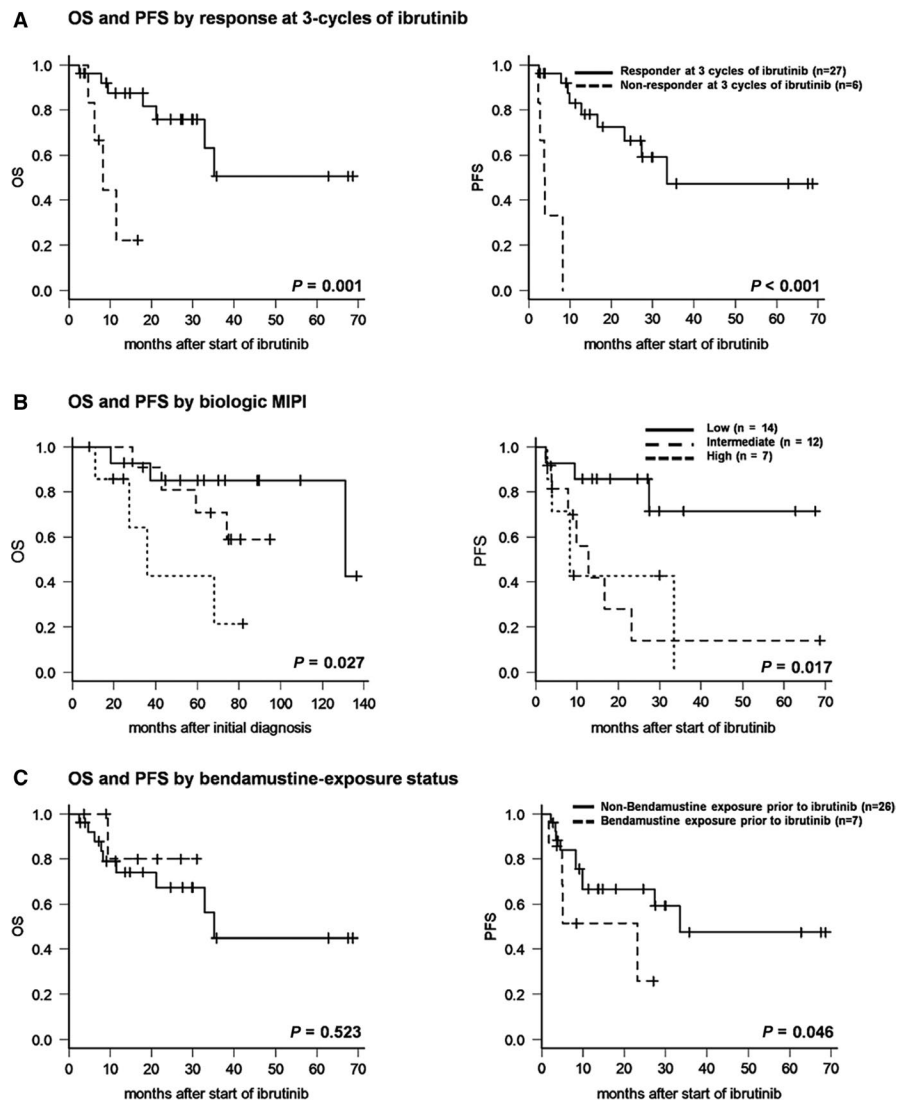 A OS and PFS by response at 3-cycles of ibrutinib
1.0
0.8
0.6
0.4
0.2
0.0
OS
P = 0.001
0 10 20 30 40 50 60 70
months after start of ibrutinib
1.0
0.8
0.6
0.4
0.2
0.0
PFS
Responder at 3 cycles of ibrutinib (n=27)
Non-responder at 3 cycles of ibrutinib (n=6)
P < 0.001
0 10 20 30 40 50 60 70
months after start of ibrutinib
B OS and PFS by biologic MIPI
1.0
0.8
0.6
0.4
0.2
0.0
OS
P = 0.027
0 20 40 60 80 100 120 140
months after initial diagnosis
1.0
0.8
0.6
0.4
0.2
0.0
PFS
Low (n = 14)
Intermediate (n = 12)
High (n = 7)
P = 0.017
0 10 20 30 40 50 60 70
months after start of ibrutinib
C OS and PFS by bendamustine-exposure status
1.0
0.8
0.6
0.4
0.2
0.0
OS
P = 0.523
0 10 20 30 40 50 60 70
months after start of ibrutinib
1.0
0.8
0.6
0.4
0.2
0.0
PFS
Non-Bendamustine exposure prior to ibrutinib (n=26)
Bendamustine exposure prior to ibrutinib (n=7)
P = 0.046
0 10 20 30 40 50 60 70
months after start of ibrutinib